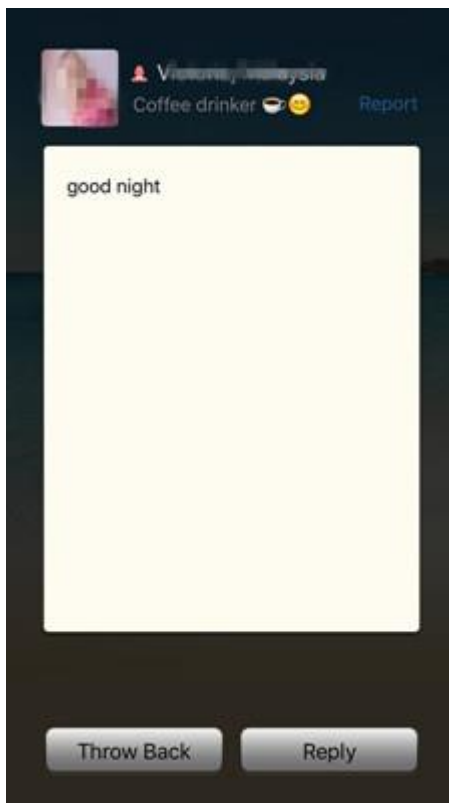 Coffee drinker ☕😊
Report
good night
Throw Back
Reply